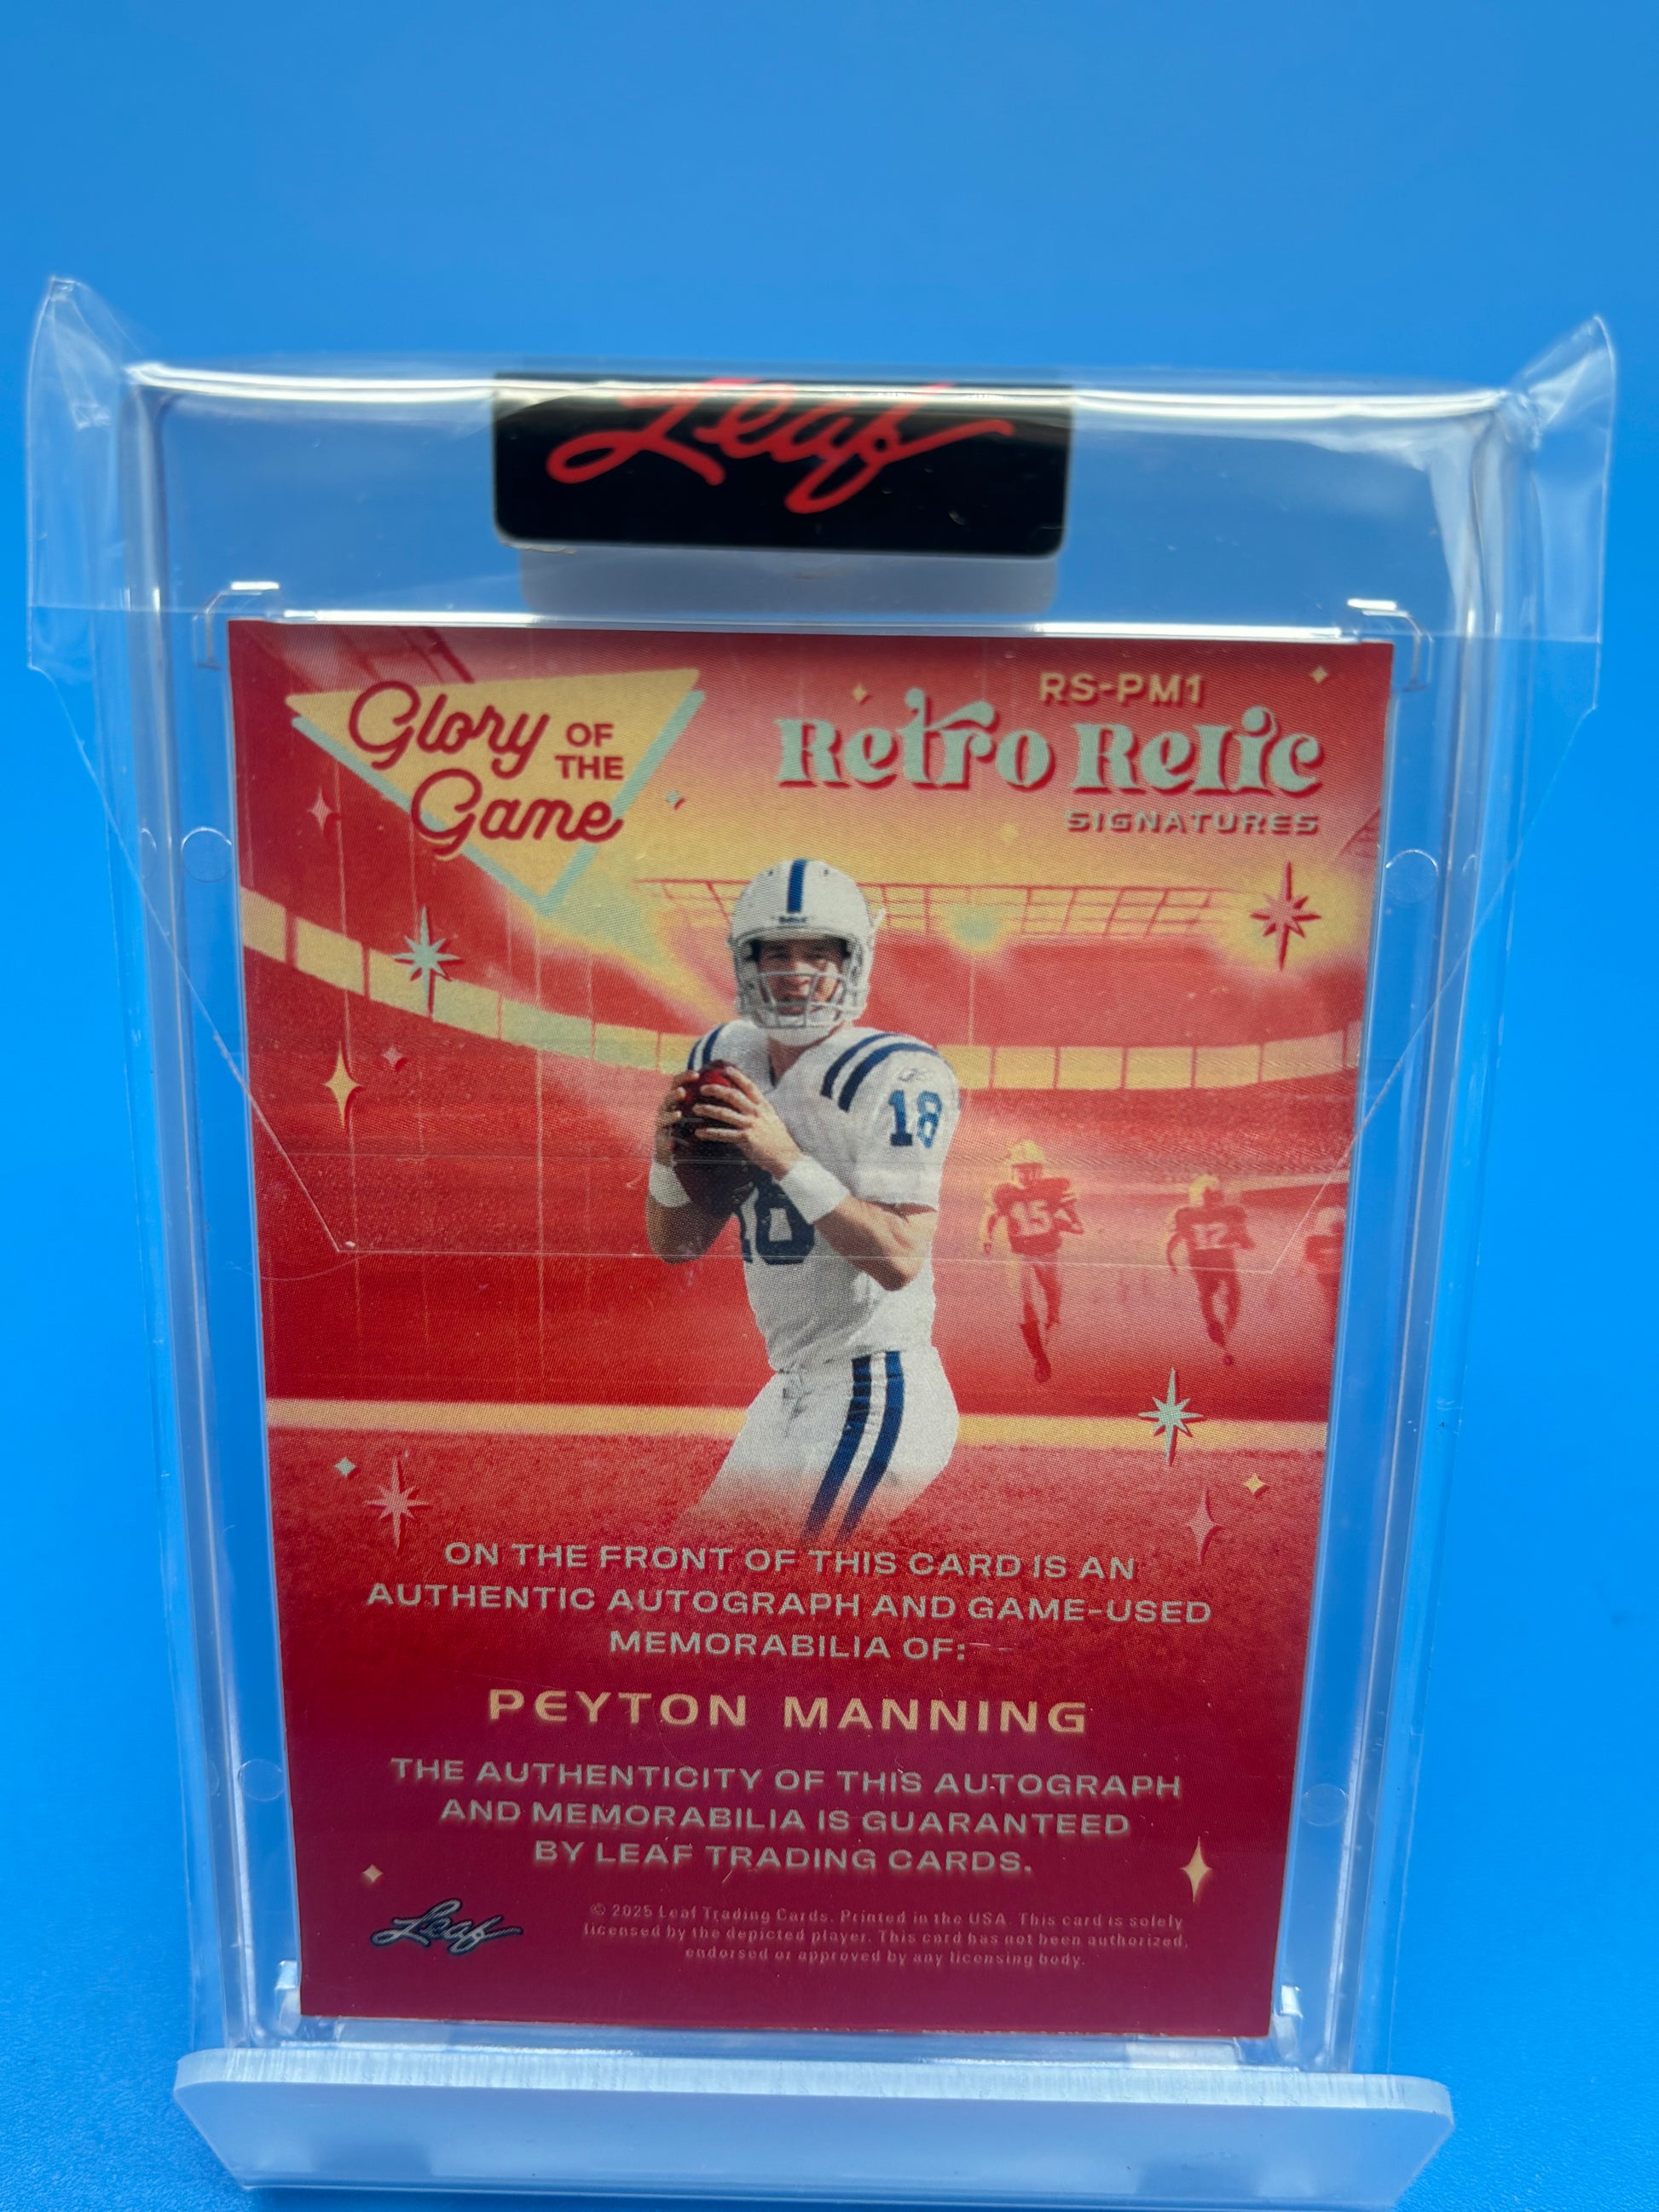 Leaf
Glory OF THE Game
RS-PM1
Retro Relic
SIGNATURES
18
18
15
12
ON THE FRONT OF THIS CARD IS AN
AUTHENTIC AUTOGRAPH AND GAME-USED
MEMORABILIA OF:
PEYTON MANNING
THE AUTHENTICITY OF THIS AUTOGRAPH
AND MEMORABILIA IS GUARANTEED
BY LEAF TRADING CARDS.
Leaf
© 2025 Leaf Trading Cards. Printed in the USA. This card is solely
licensed by the depicted player. This card has not been authorized,
endorsed or approved by any licensing body.